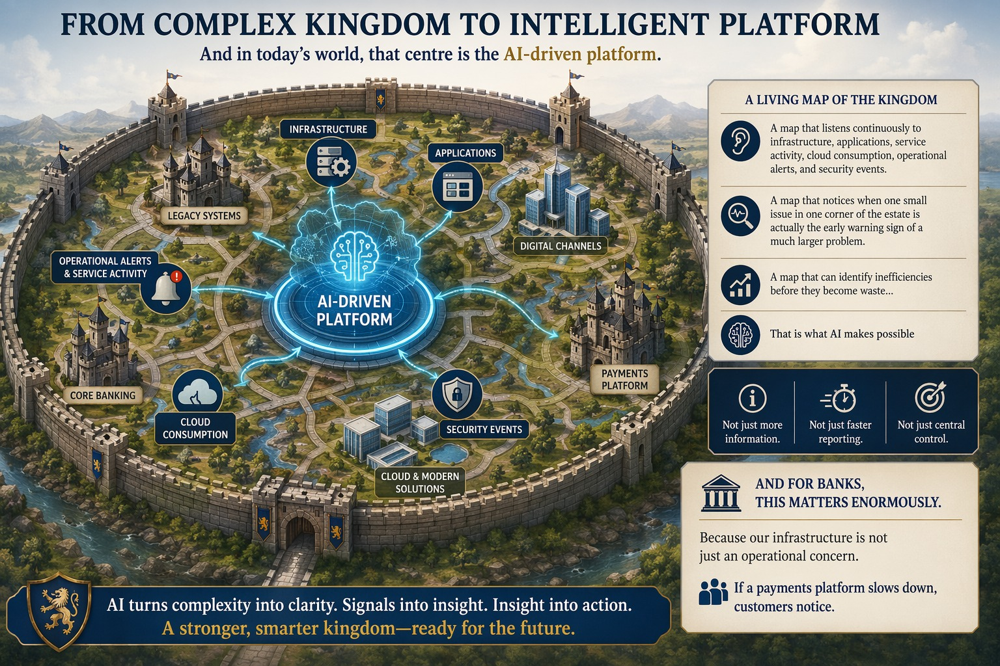 FROM COMPLEX KINGDOM TO INTELLIGENT PLATFORM
And in today's world, that centre is the AI-driven platform.
INFRASTRUCTURE
APPLICATIONS
LEGACY SYSTEMS
DIGITAL CHANNELS
OPERATIONAL ALERTS
& SERVICE ACTIVITY
!
AI-DRIVEN
PLATFORM
CORE BANKING
PAYMENTS
PLATFORM
CLOUD
CONSUMPTION
SECURITY EVENTS
CLOUD & MODERN
SOLUTIONS
A LIVING MAP OF THE KINGDOM
A map that listens continuously to
infrastructure, applications, service
activity, cloud consumption, operational
alerts, and security events.
A map that notices when one small
issue in one corner of the estate is
actually the early warning sign of a
much larger problem.
A map that can identify inefficiencies
before they become waste...
That is what AI makes possible
i
Not just more
information.
Not just faster
reporting.
Not just central
control.
AND FOR BANKS,
THIS MATTERS ENORMOUSLY.
Because our infrastructure is not
just an operational concern.
If a payments platform slows down,
customers notice.
AI turns complexity into clarity. Signals into insight. Insight into action.
A stronger, smarter kingdom—ready for the future.